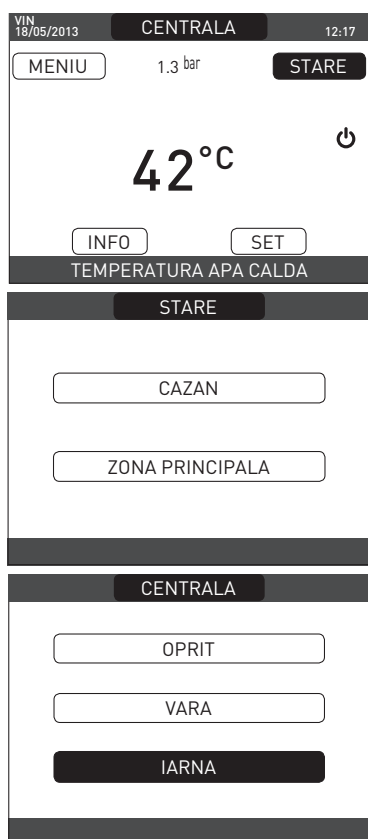 VIN
18/05/2013 CENTRALA 12:17
MENIU 1.3 bar STARE
42°C
INFO SET
TEMPERATURA APA CALDA
STARE
CAZAN
ZONA PRINCIPALA
CENTRALA
OPRIT
VARA
IARNA